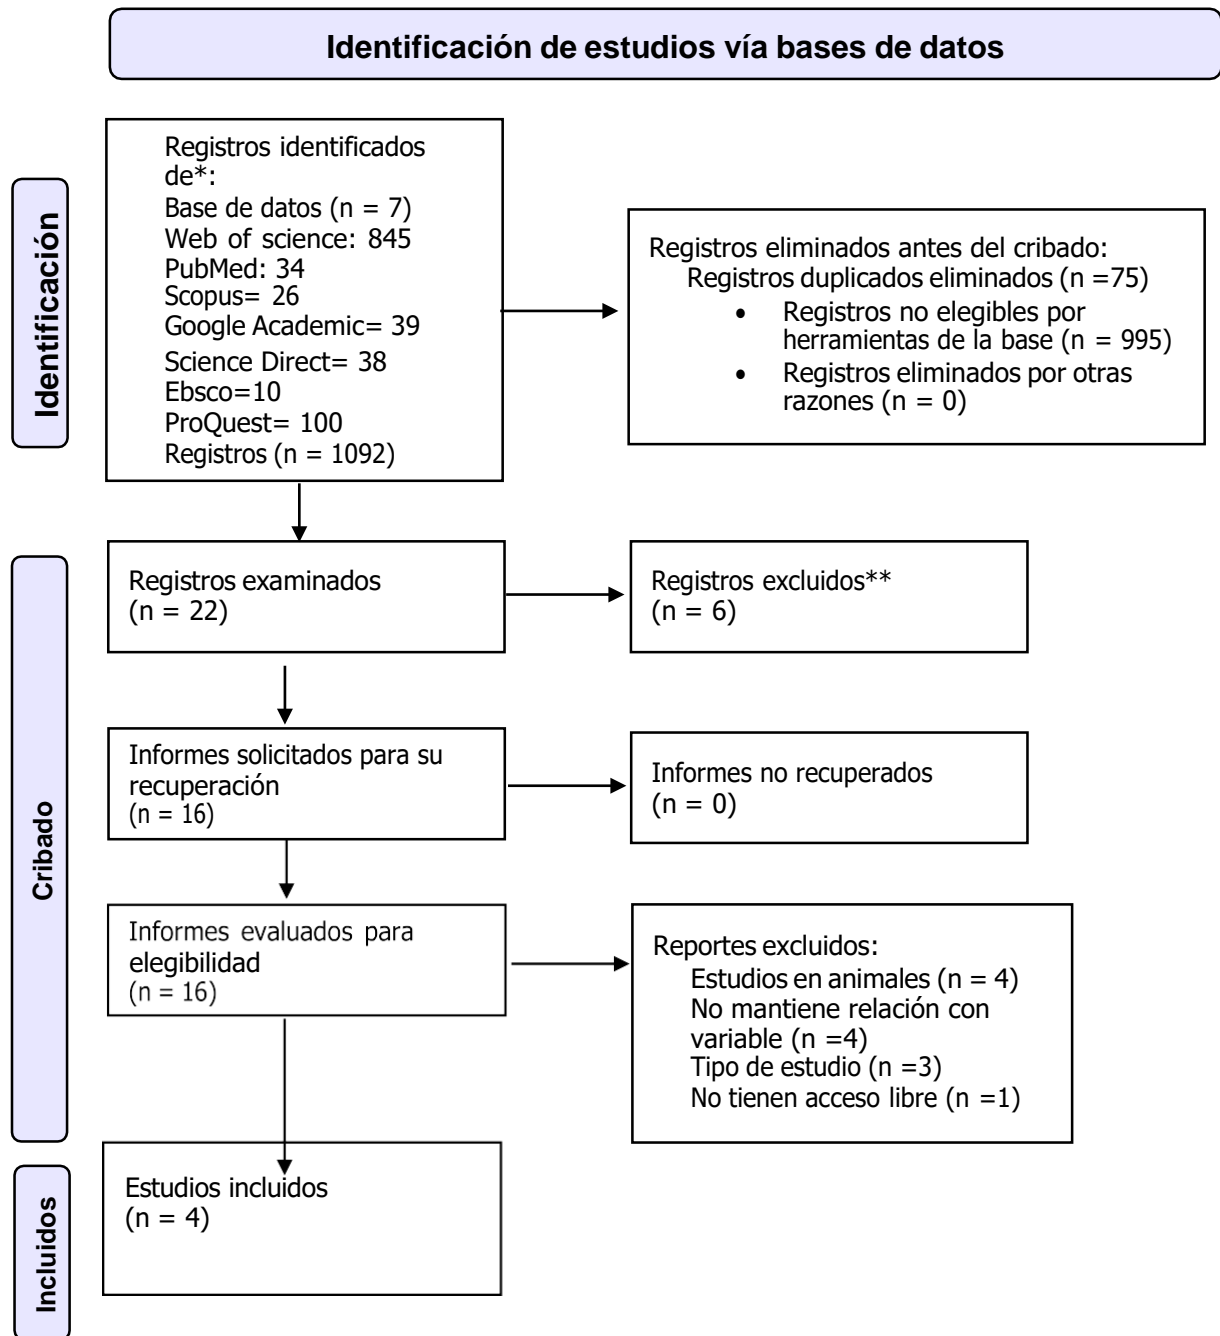 Identificación de estudios vía bases de datos
Identificación
Registros identificados
de*:
Base de datos (n = 7)
Web of science: 845
PubMed: 34
Scopus= 26
Google Academic= 39
Science Direct= 38
Ebsco=10
ProQuest= 100
Registros (n = 1092)
Registros eliminados antes del cribado:
Registros duplicados eliminados (n =75)
• Registros no elegibles por
herramientas de la base (n = 995)
• Registros eliminados por otras
razones (n = 0)
Cribado
Registros examinados
(n = 22)
Registros excluidos**
(n = 6)
Informes solicitados para su
recuperación
(n = 16)
Informes no recuperados
(n = 0)
Informes evaluados para
elegibilidad
(n = 16)
Reportes excluidos:
Estudios en animales (n = 4)
No mantiene relación con
variable (n =4)
Tipo de estudio (n =3)
No tienen acceso libre (n =1)
Incluidos
Estudios incluidos
(n = 4)